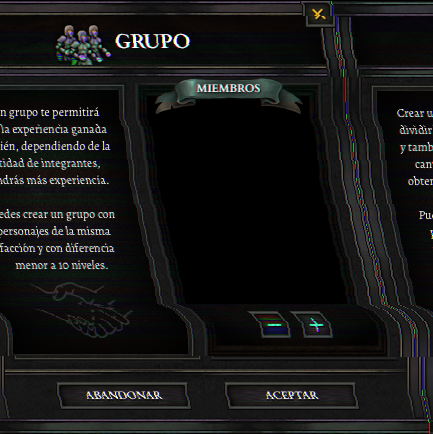 GRUPO
MIEMBROS
n grupo te permitirá
la experiencia ganada
ién, dependiendo de la
tidad de integrantes,
ndrás más experiencia.
edes crear un grupo con
personajes de la misma
facción y con diferencia
menor a 10 niveles.
Crear u
dividir
y tamb
can
obten
Pue
ABANDONAR
ACEPTAR